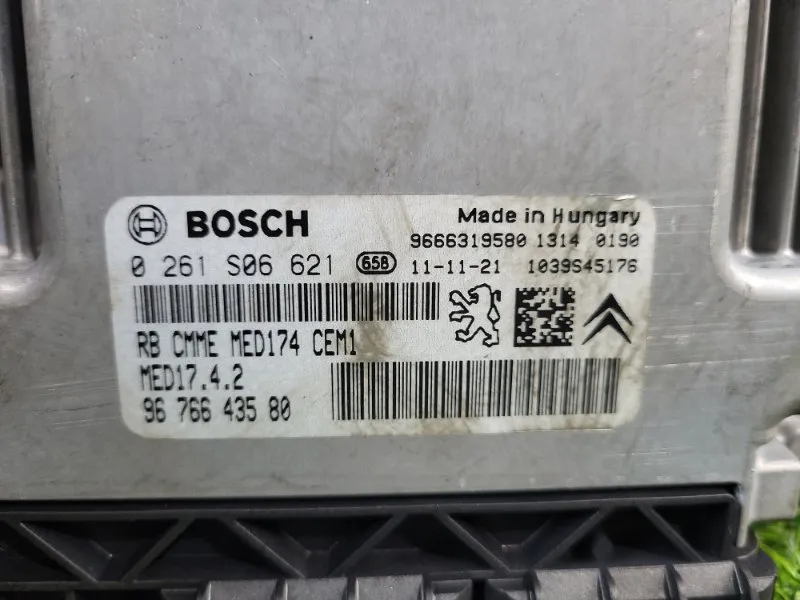 BOSCH
Made in Hungary
9666319580 1314 0190
0 261 S06 621 658 11-11-21 1039S45176
RB CMME MED174 CEM1
MED17.4.2
96 766 435 80